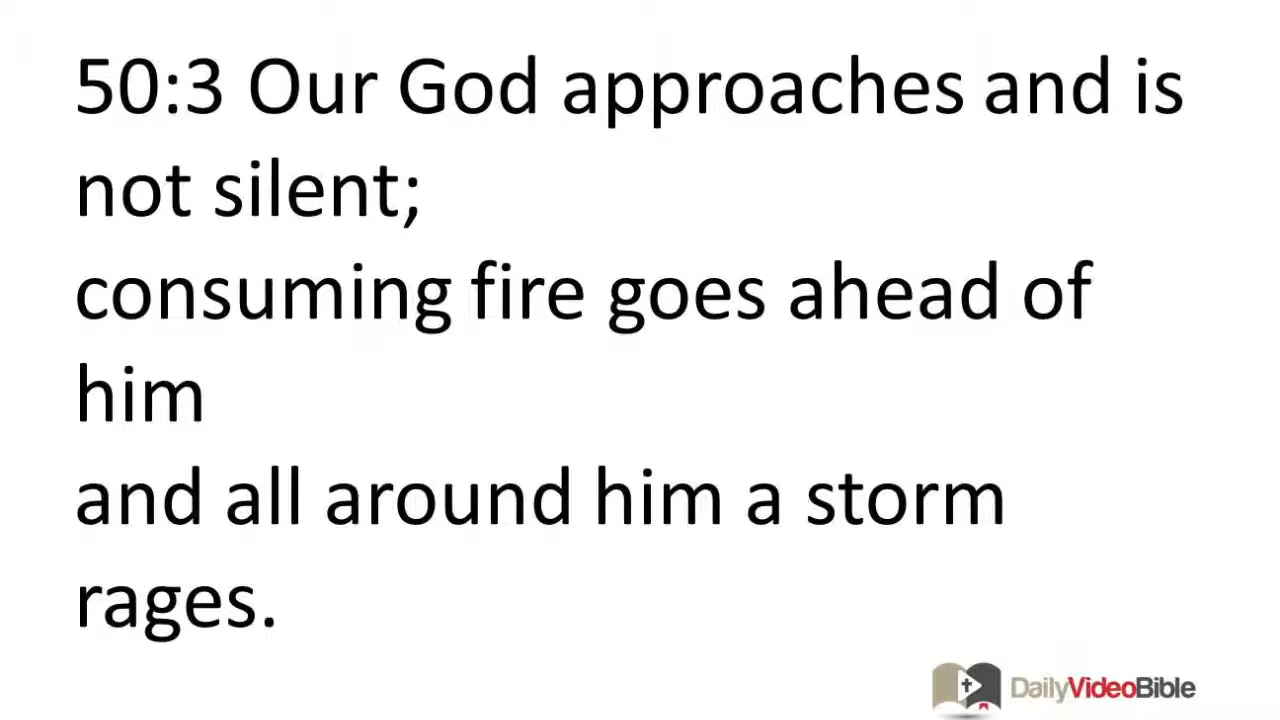 50:3 Our God approaches and is
not silent;
consuming fire goes ahead of
him
and all around him a storm
rages.
DailyVideoBible